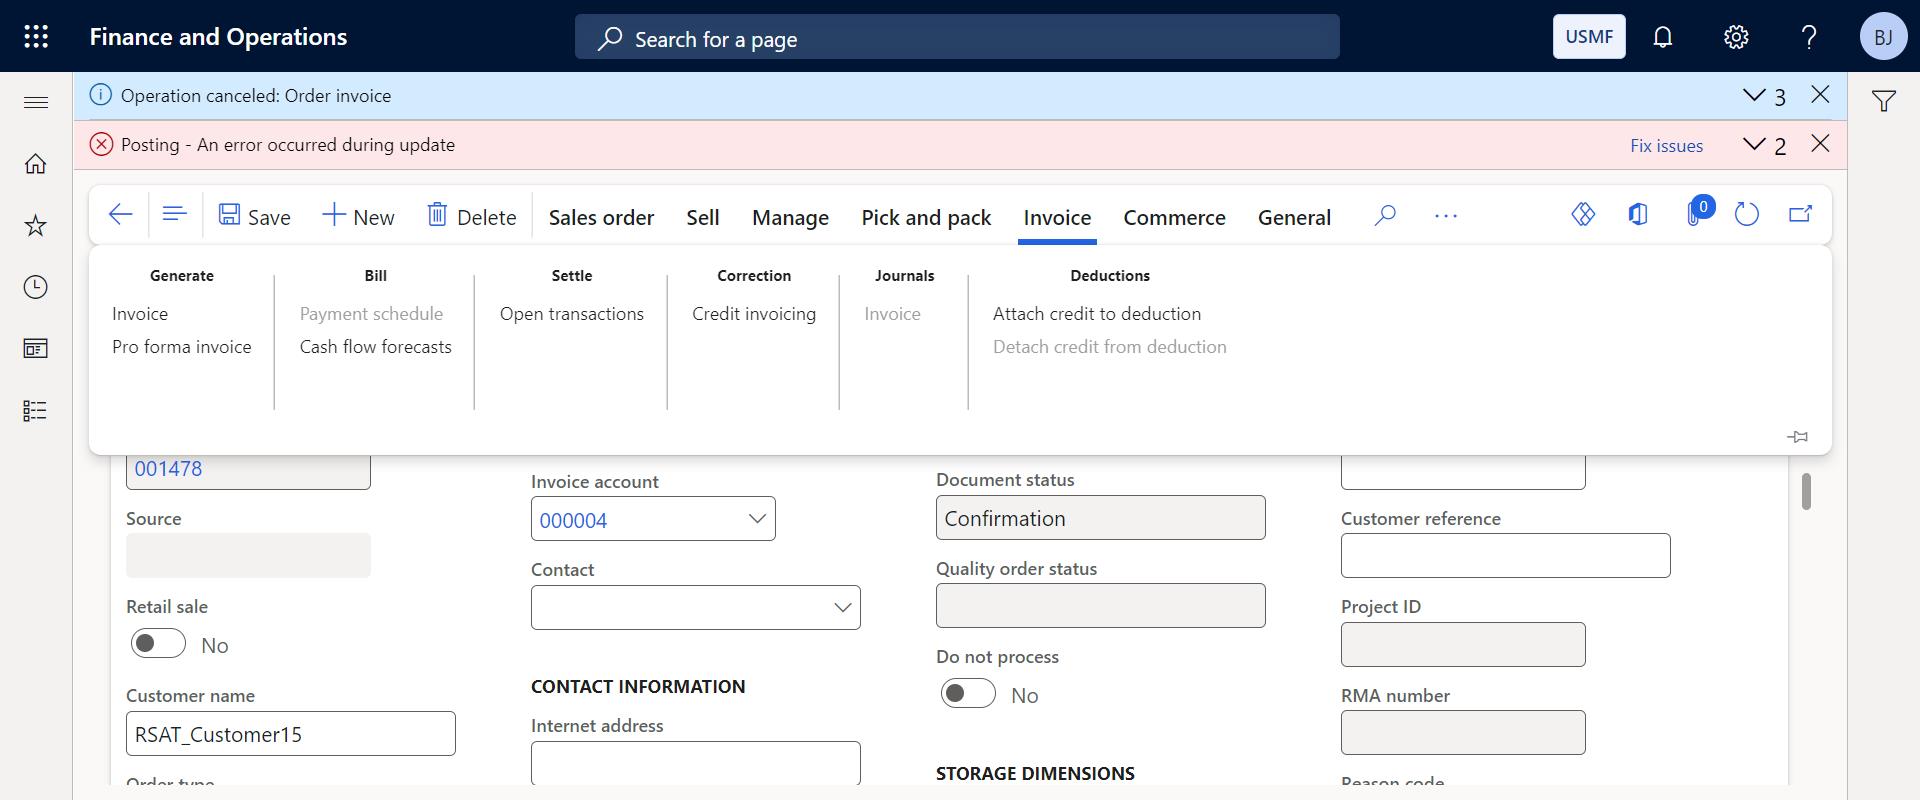 Finance and Operations
Search for a page
USMF
BJ
Operation canceled: Order invoice
3
Posting - An error occurred during update
Fix issues
2
Save
New
Delete
Sales order
Sell
Manage
Pick and pack
Invoice
Commerce
General
0
Generate
Invoice
Pro forma invoice
Bill
Payment schedule
Cash flow forecasts
Settle
Open transactions
Correction
Credit invoicing
Journals
Invoice
Deductions
Attach credit to deduction
Detach credit from deduction
001478
Source
Retail sale
No
Customer name
RSAT_Customer15
Order type
Invoice account
000004
Contact
CONTACT INFORMATION
Internet address
Document status
Confirmation
Quality order status
Do not process
No
STORAGE DIMENSIONS
Customer reference
Project ID
RMA number
Reason code